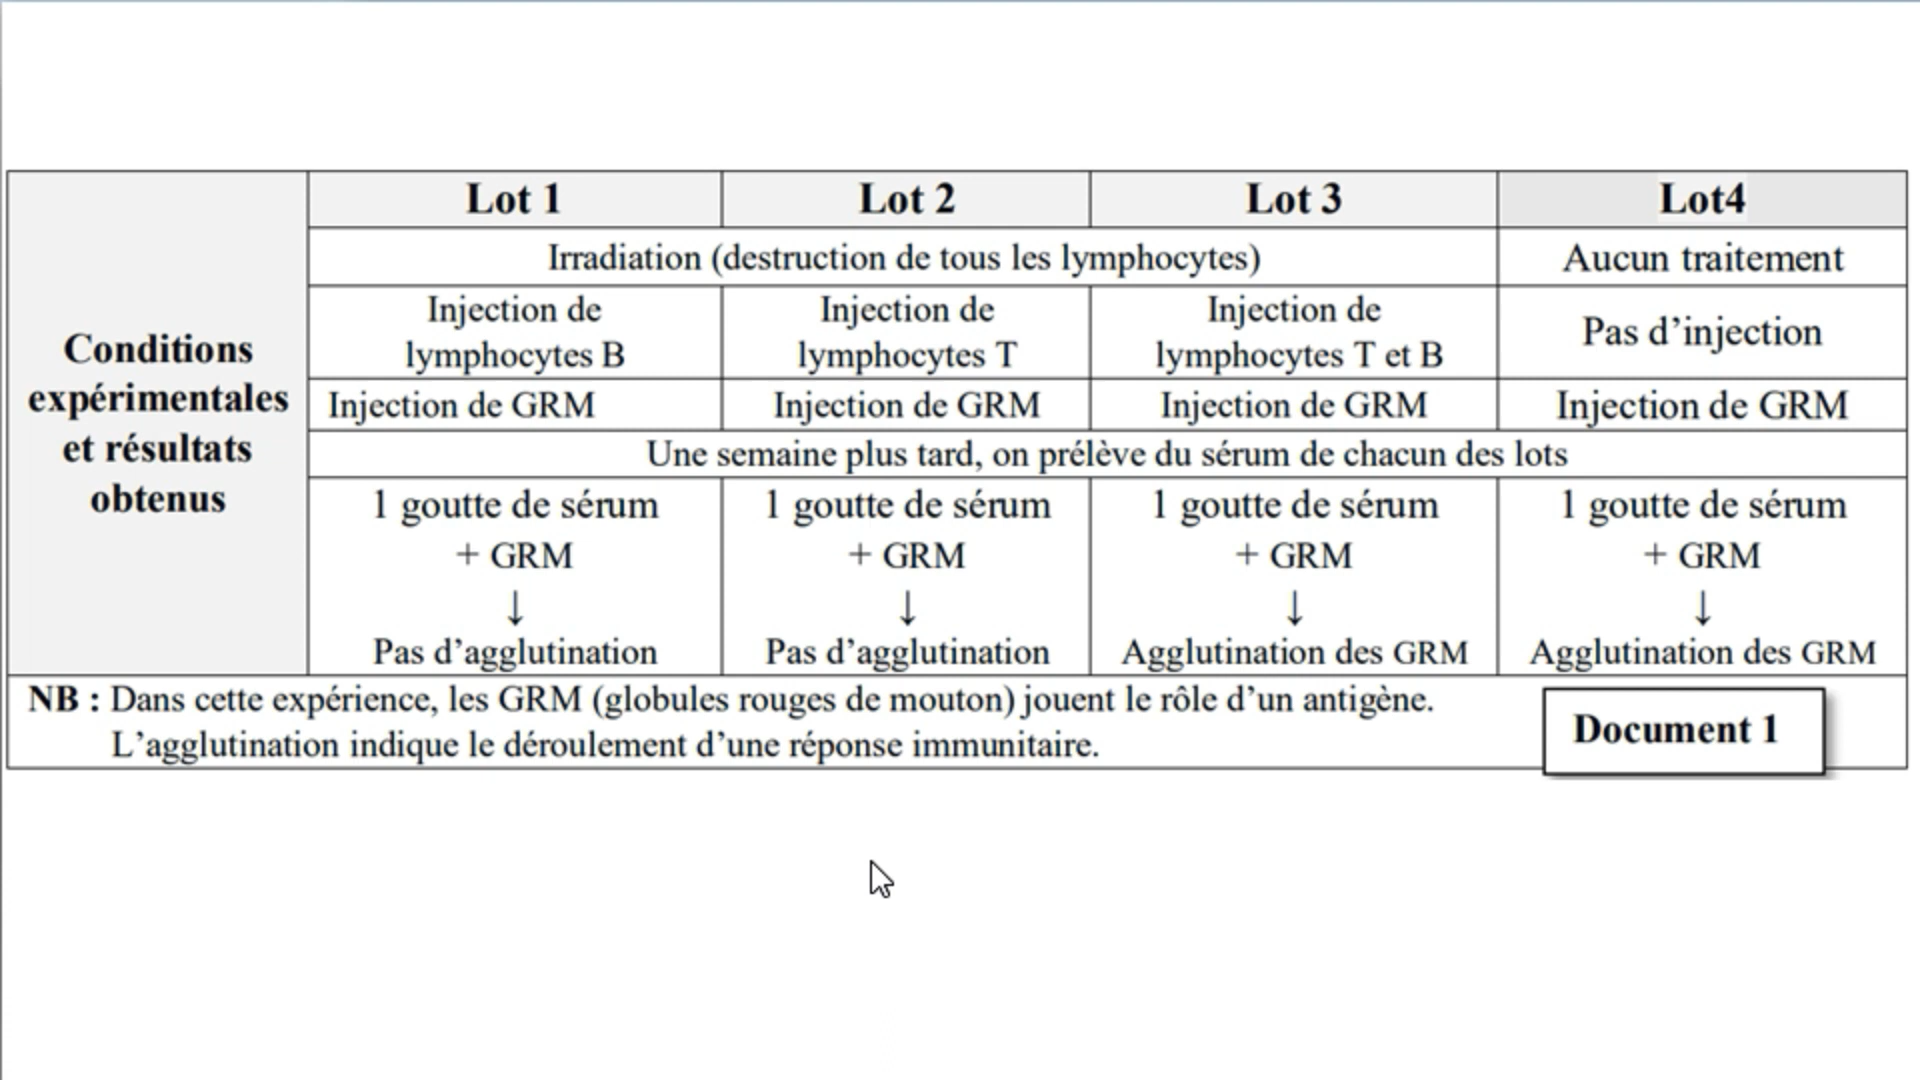 Lot 1
Lot 2
Lot 3
Lot4
Irradiation (destruction de tous les lymphocytes)
Aucun traitement
Conditions
expérimentales
et résultats
obtenus
Injection de
lymphocytes B
Injection de
lymphocytes T
Injection de
lymphocytes T et B
Pas d’injection
Injection de GRM
Injection de GRM
Injection de GRM
Injection de GRM
Une semaine plus tard, on prélève du sérum de chacun des lots
1 goutte de sérum
+ GRM
↓
Pas d’agglutination
1 goutte de sérum
+ GRM
↓
Pas d’agglutination
1 goutte de sérum
+ GRM
↓
Agglutination des GRM
1 goutte de sérum
+ GRM
↓
Agglutination des GRM
NB : Dans cette expérience, les GRM (globules rouges de mouton) jouent le rôle d’un antigène.
L’agglutination indique le déroulement d’une réponse immunitaire.
Document 1